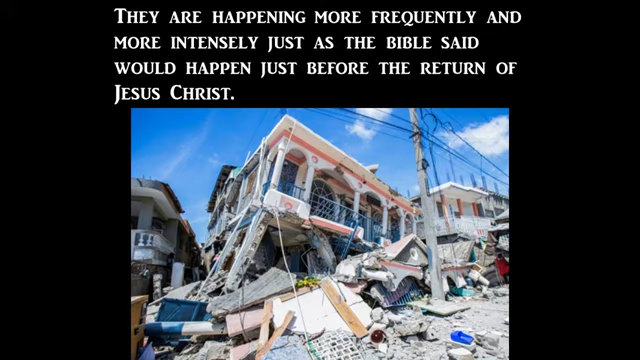 They are happening more frequently and
more intensely just as the bible said
would happen just before the return of
Jesus Christ.